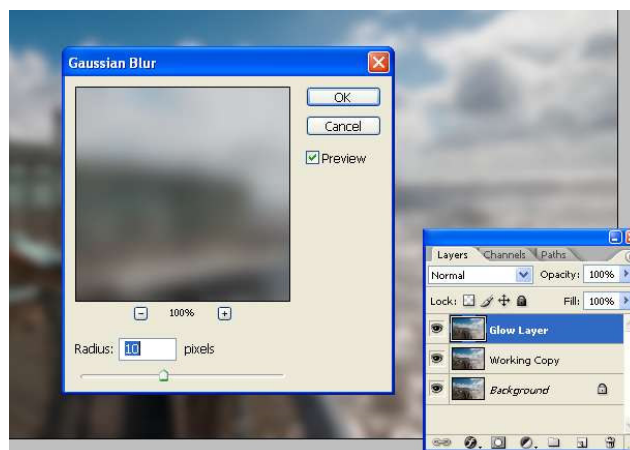 Gaussian Blur
OK
Cancel
Preview
100%
Radius: 10 pixels
Layers Channels Paths
Normal Opacity: 100%
Lock: Fill: 100%
Glow Layer
Working Copy
Background